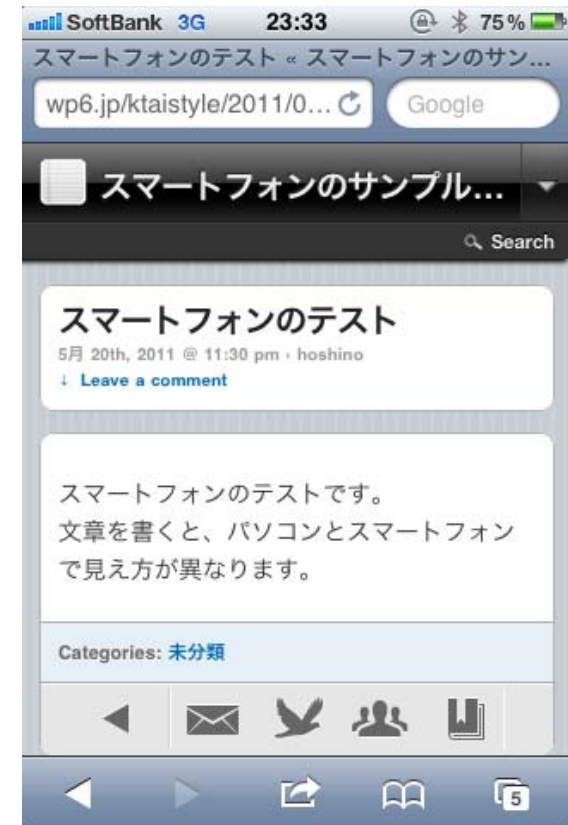 SoftBank 3G 23:33 75%
スマートフォンのテスト « スマートフォンのサン...
wp6.jp/ktaistyle/2011/0... Google
スマートフォンのサンプル...
Search
スマートフォンのテスト
5月 20th, 2011 @ 11:30 pm › hoshino
↓ Leave a comment
スマートフォンのテストです。
文章を書くと、パソコンとスマートフォン
で見え方が異なります。
Categories: 未分類
5